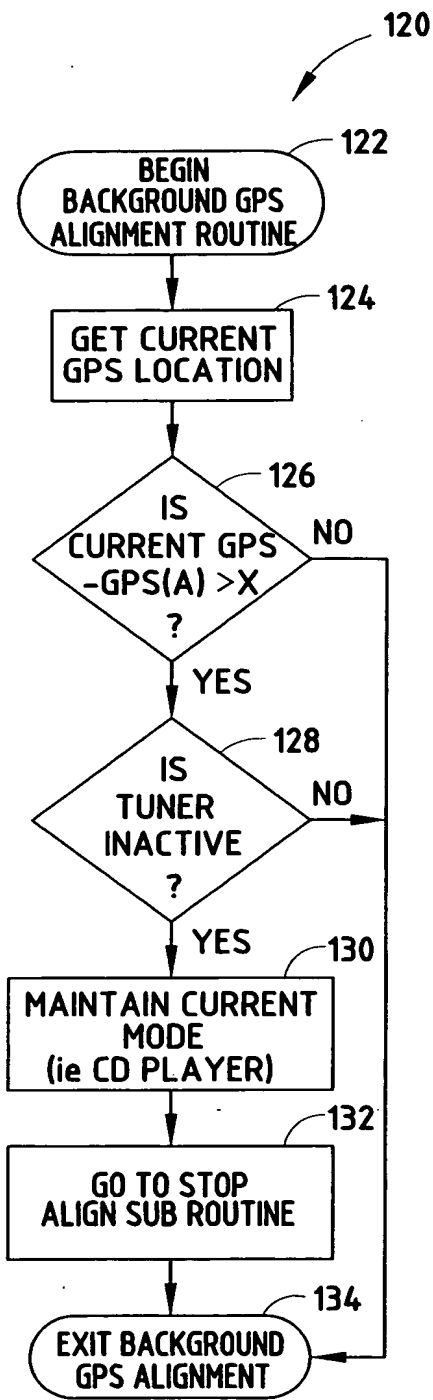 120
122
BEGIN
BACKGROUND GPS
ALIGNMENT ROUTINE
124
GET CURRENT
GPS LOCATION
126
IS
CURRENT GPS
-GPS(A) >X
?
NO
YES
128
IS
TUNER
INACTIVE
?
NO
YES
130
MAINTAIN CURRENT
MODE
(ie CD PLAYER)
132
GO TO STOP
ALIGN SUB ROUTINE
134
EXIT BACKGROUND
GPS ALIGNMENT